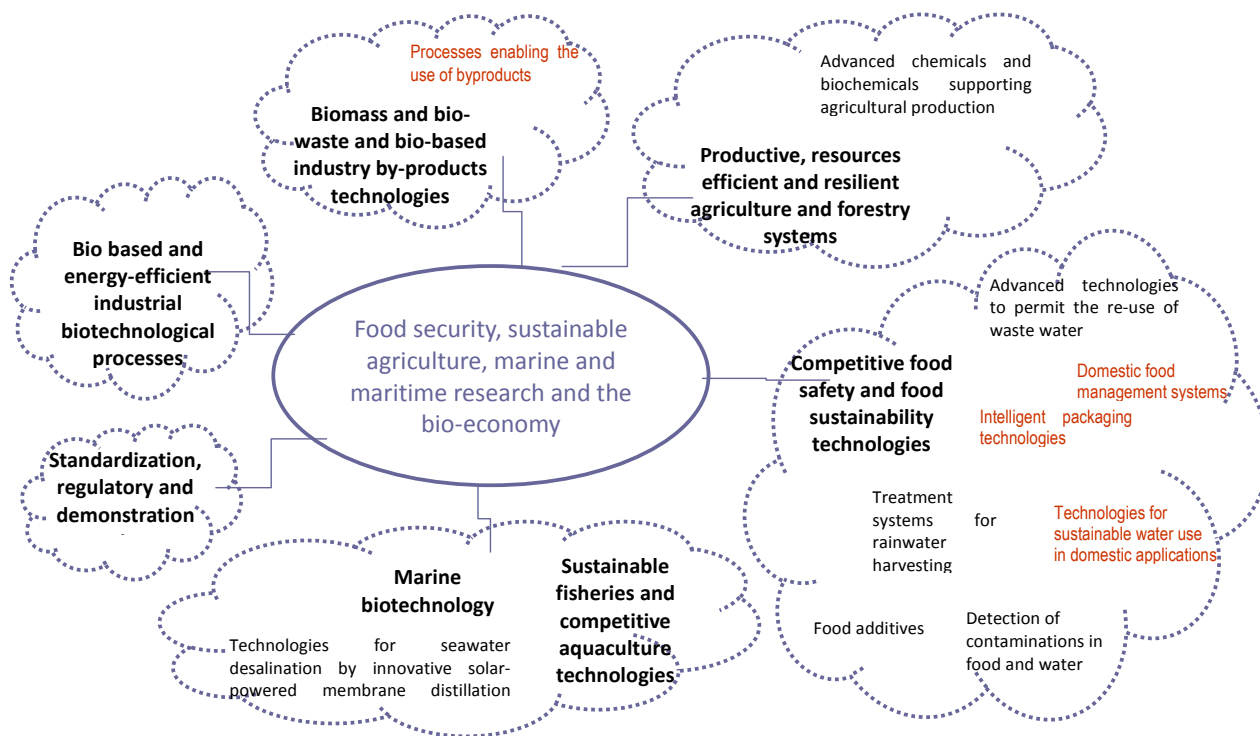 Processes enabling the
use of byproducts
Biomass and bio-
waste and bio-based
industry by-products
technologies
Advanced chemicals and
biochemicals supporting
agricultural production
Productive, resources
efficient and resilient
agriculture and forestry
systems
Bio based and
energy-efficient
industrial
biotechnological
processes
Food security, sustainable
agriculture, marine and
maritime research and the
bio-economy
Advanced technologies
to permit the re-use of
waste water
Competitive food
safety and food
sustainability
technologies
Domestic food
management systems
Intelligent packaging
technologies
Treatment
systems for
rainwater
harvesting
Technologies for
sustainable water use
in domestic applications
Food additives
Detection of
contaminations in
food and water
Standardization,
regulatory and
demonstration
Marine
biotechnology
Sustainable
fisheries and
competitive
aquaculture
technologies
Technologies for seawater
desalination by innovative solar-
powered membrane distillation